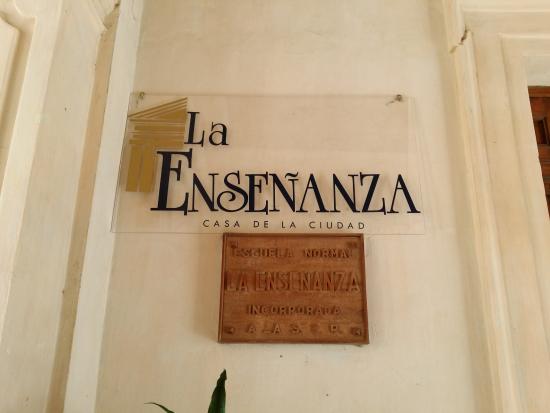 La
ENSEÑANZA
CASA DE LA CIUDAD
ESCUELA NORMAL
LA ENSEÑANZA
INCORPORADA
A LA S.E.P.